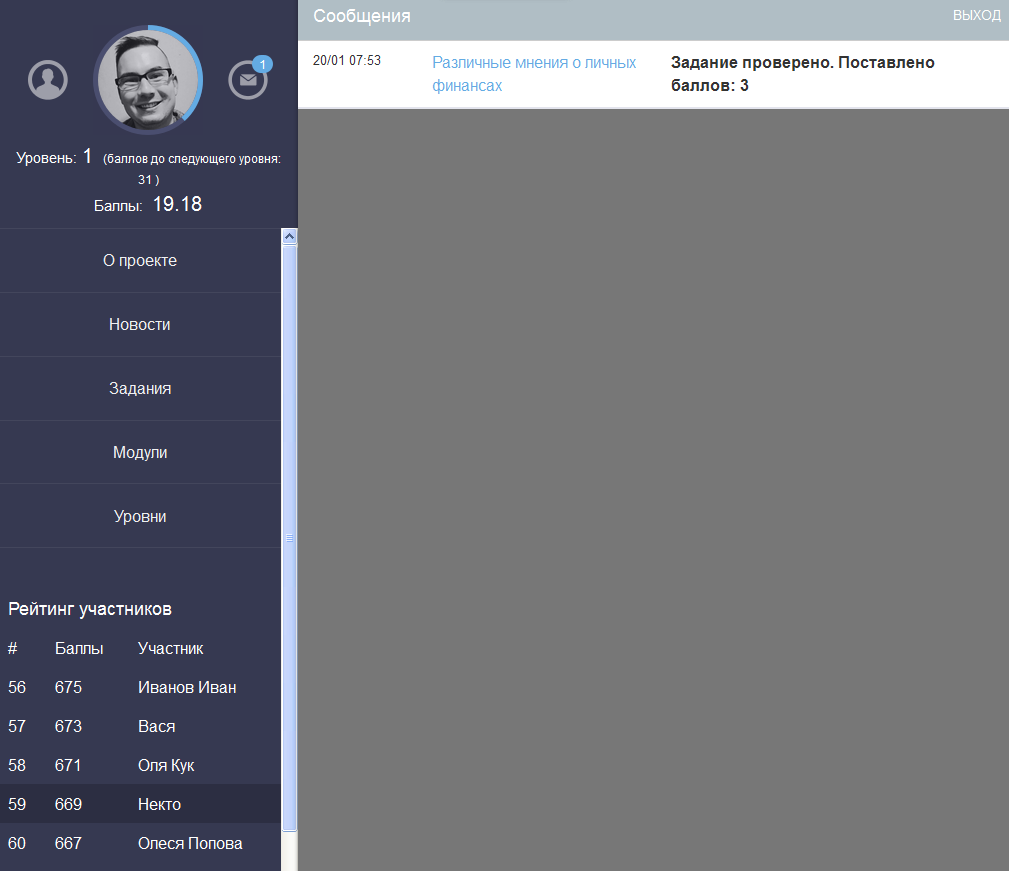 1
Уровень: 1 (баллов до следующего уровня:
31 )
Баллы: 19.18
О проекте
Новости
Задания
Модули
Уровни
Рейтинг участников
# Баллы Участник
56 675 Иванов Иван
57 673 Вася
58 671 Оля Кук
59 669 Некто
60 667 Олеся Попова
Сообщения ВЫХОД
20/01 07:53 Различные мнения о личных Задание проверено. Поставлено
финансах баллов: 3